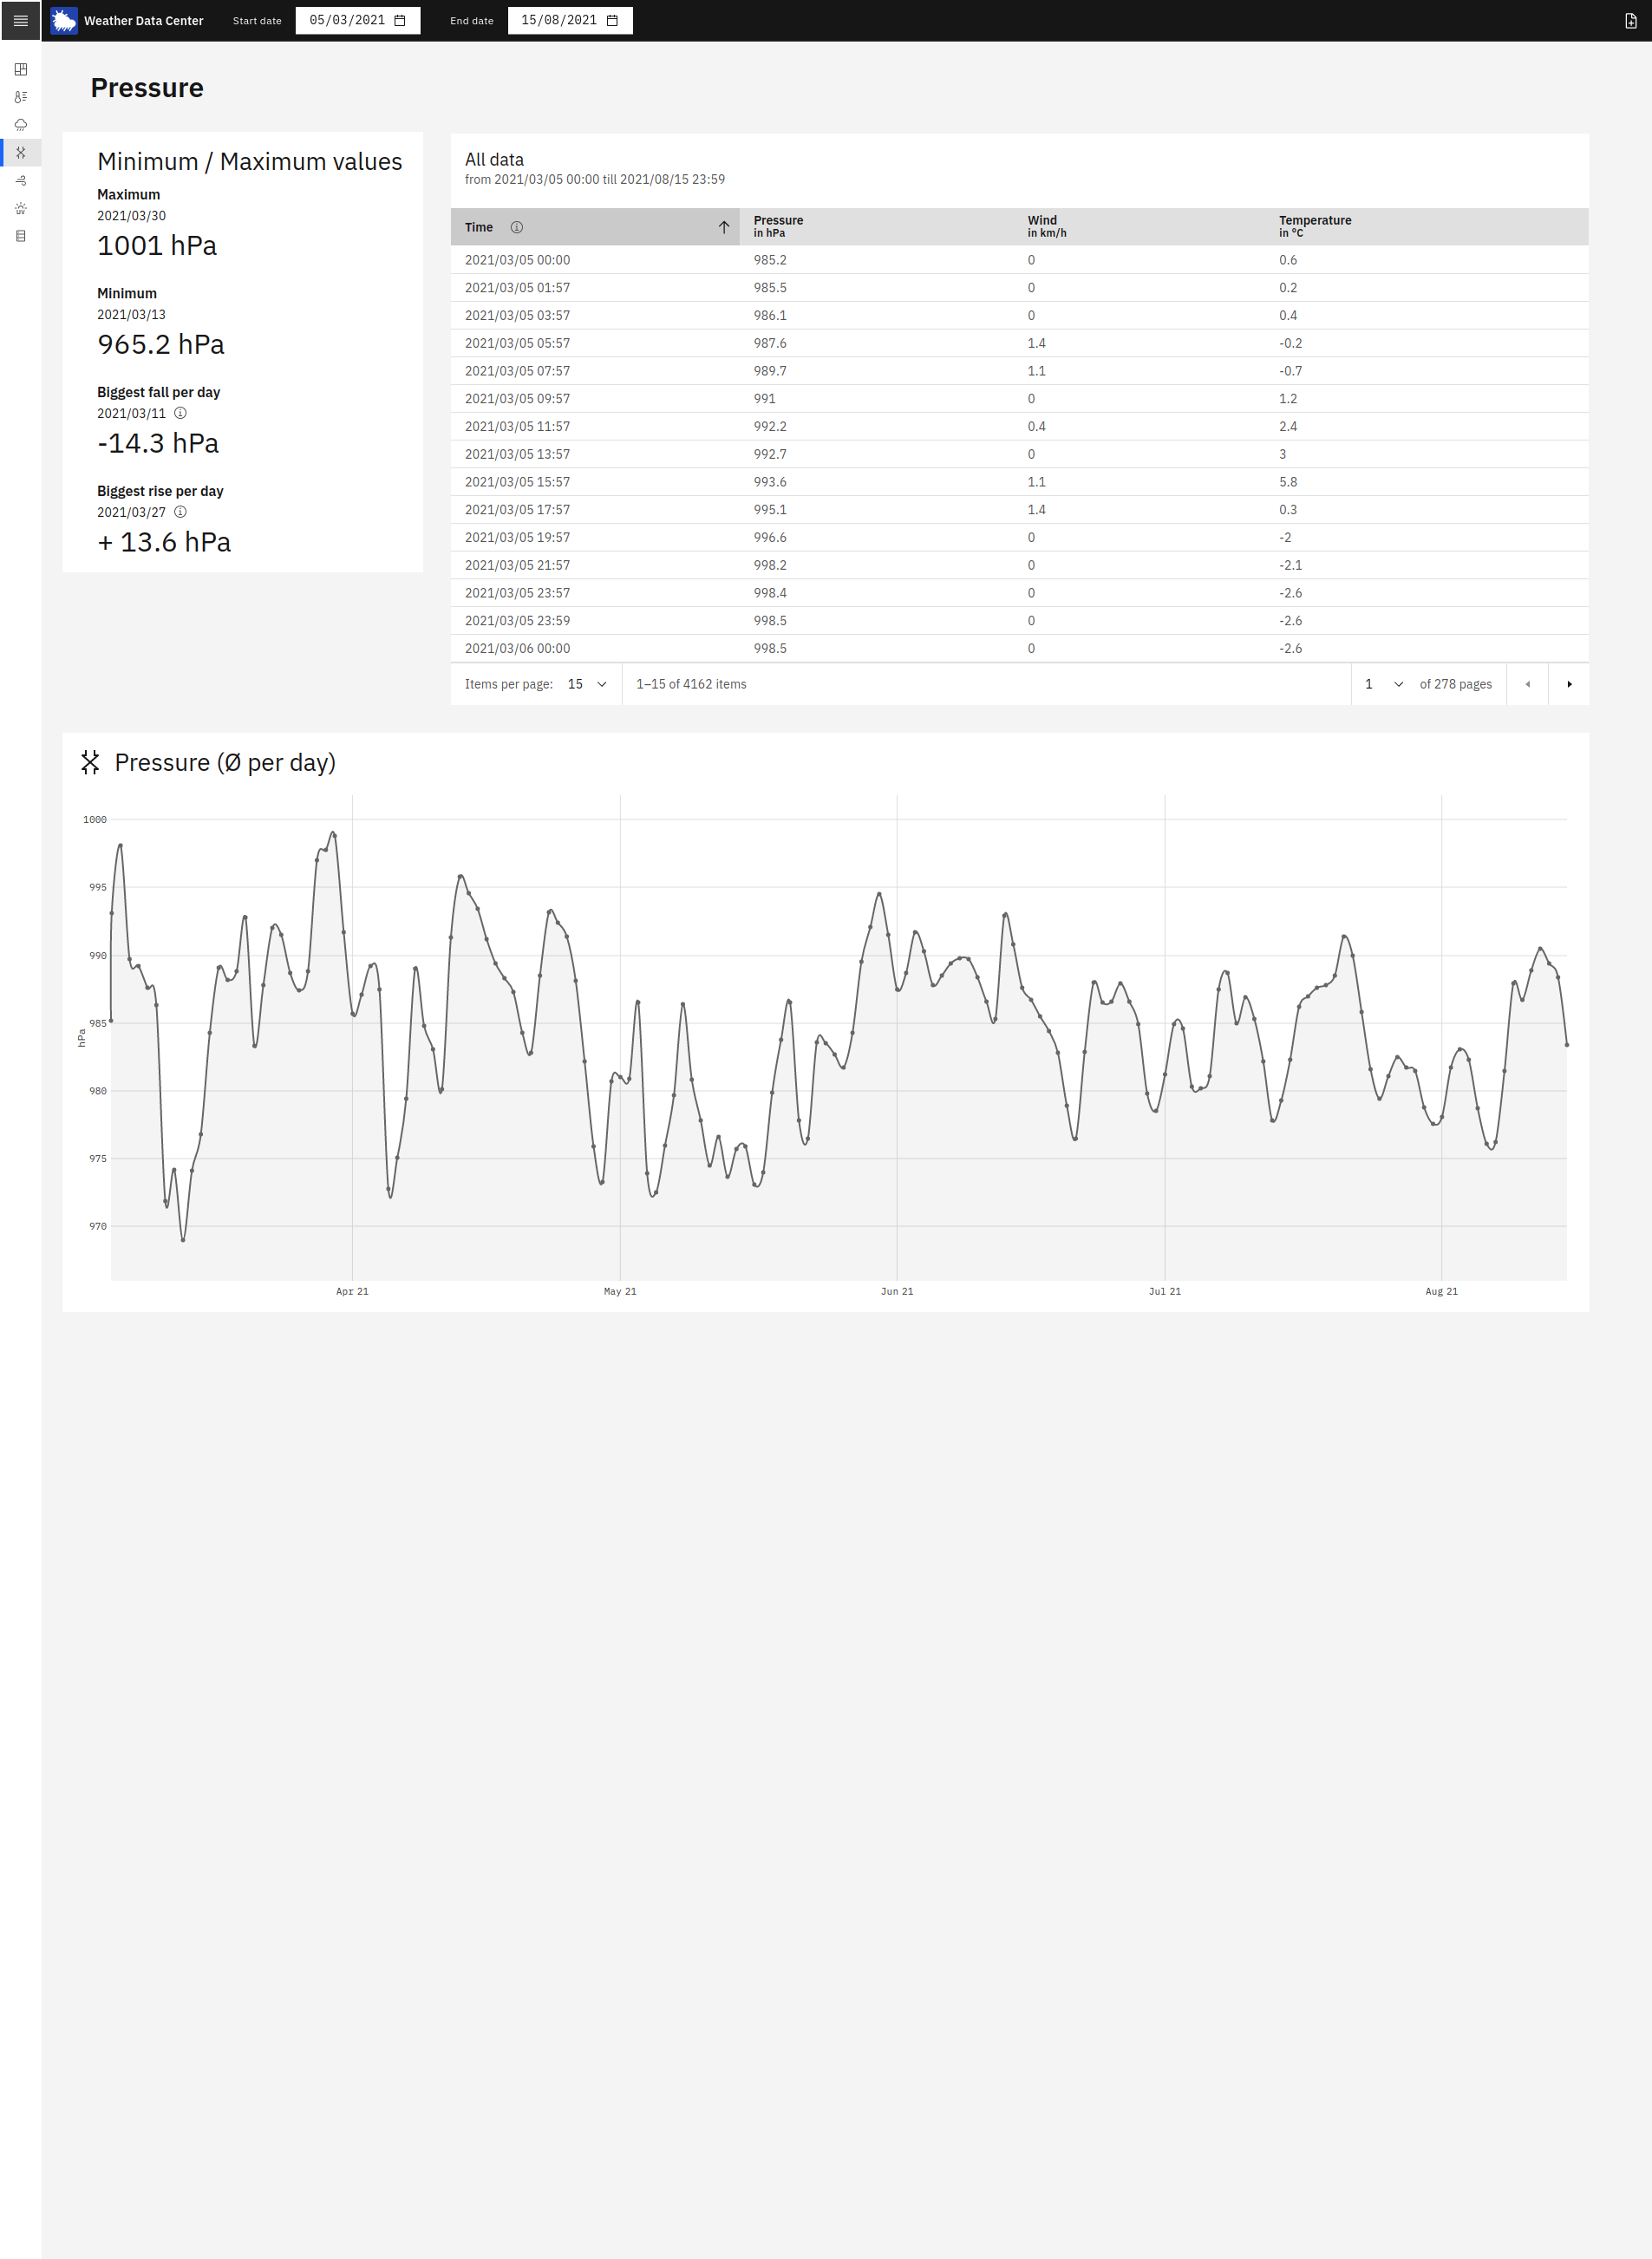 Weather Data Center Start date 05/03/2021 End date 15/08/2021
Pressure
Minimum / Maximum values
Maximum
2021/03/30
1001 hPa
Minimum
2021/03/13
965.2 hPa
Biggest fall per day
2021/03/11
-14.3 hPa
Biggest rise per day
2021/03/27
+ 13.6 hPa
All data
from 2021/03/05 00:00 till 2021/08/15 23:59
Time Pressure in hPa Wind in km/h Temperature in °C
2021/03/05 00:00 985.2 0 0.6
2021/03/05 01:57 985.5 0 0.2
2021/03/05 03:57 986.1 0 0.4
2021/03/05 05:57 987.6 1.4 -0.2
2021/03/05 07:57 989.7 1.1 -0.7
2021/03/05 09:57 991 0 1.2
2021/03/05 11:57 992.2 0.4 2.4
2021/03/05 13:57 992.7 0 3
2021/03/05 15:57 993.6 1.1 5.8
2021/03/05 17:57 995.1 1.4 0.3
2021/03/05 19:57 996.6 0 -2
2021/03/05 21:57 998.2 0 -2.1
2021/03/05 23:57 998.4 0 -2.6
2021/03/05 23:59 998.5 0 -2.6
2021/03/06 00:00 998.5 0 -2.6
Items per page: 15 1–15 of 4162 items 1 of 278 pages
Pressure (Ø per day)
1000
995
990
985
hPa
980
975
970
Apr 21 May 21 Jun 21 Jul 21 Aug 21